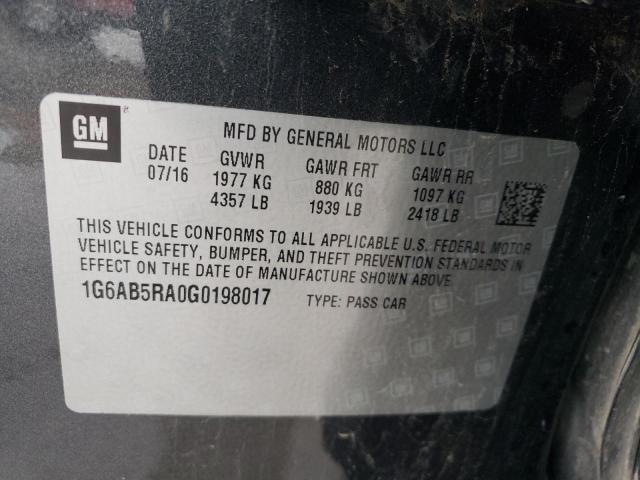 GM
MFD BY GENERAL MOTORS LLC
DATE GVWR GAWR FRT GAWR RR
07/16 1977 KG 880 KG 1097 KG
4357 LB 1939 LB 2418 LB
THIS VEHICLE CONFORMS TO ALL APPLICABLE U.S. FEDERAL MOTOR
VEHICLE SAFETY, BUMPER, AND THEFT PREVENTION STANDARDS IN
EFFECT ON THE DATE OF MANUFACTURE SHOWN ABOVE.
1G6AB5RA0G0198017 TYPE: PASS CAR